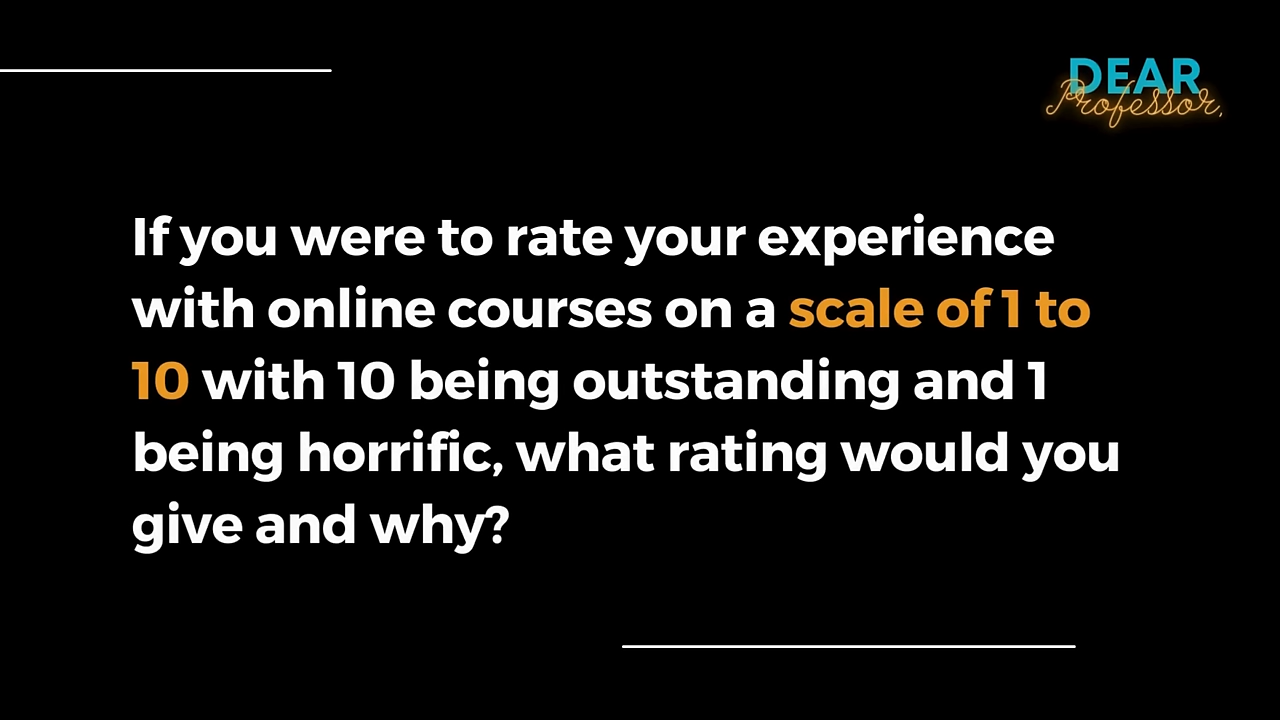 DEAR
Professor,
If you were to rate your experience
with online courses on a scale of 1 to
10 with 10 being outstanding and 1
being horrific, what rating would you
give and why?